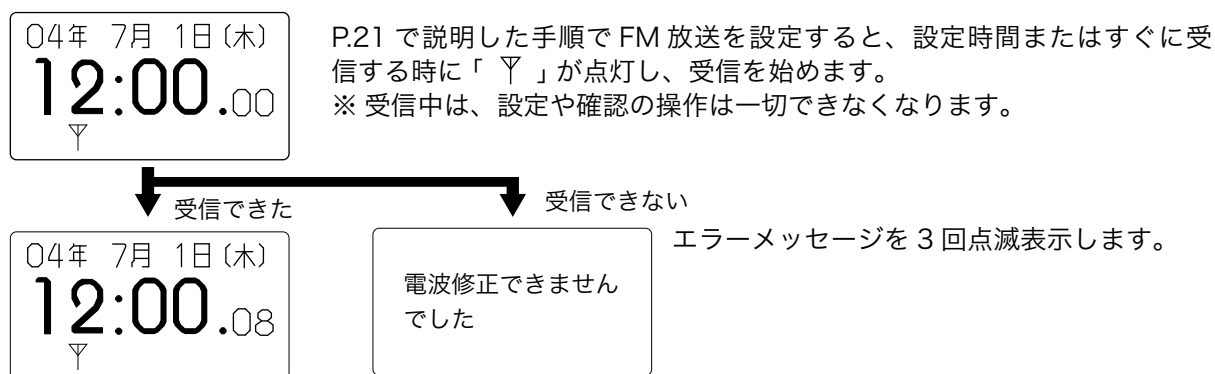 04年 7月 1日(木)
12:00.00
P.21 で説明した手順で FM 放送を設定すると、設定時間またはすぐに受
信する時に「 」が点灯し、受信を始めます。
※ 受信中は、設定や確認の操作は一切できなくなります。
受信できた
受信できない
04年 7月 1日(木)
12:00.08
電波修正できません
でした
エラーメッセージを 3 回点滅表示します。